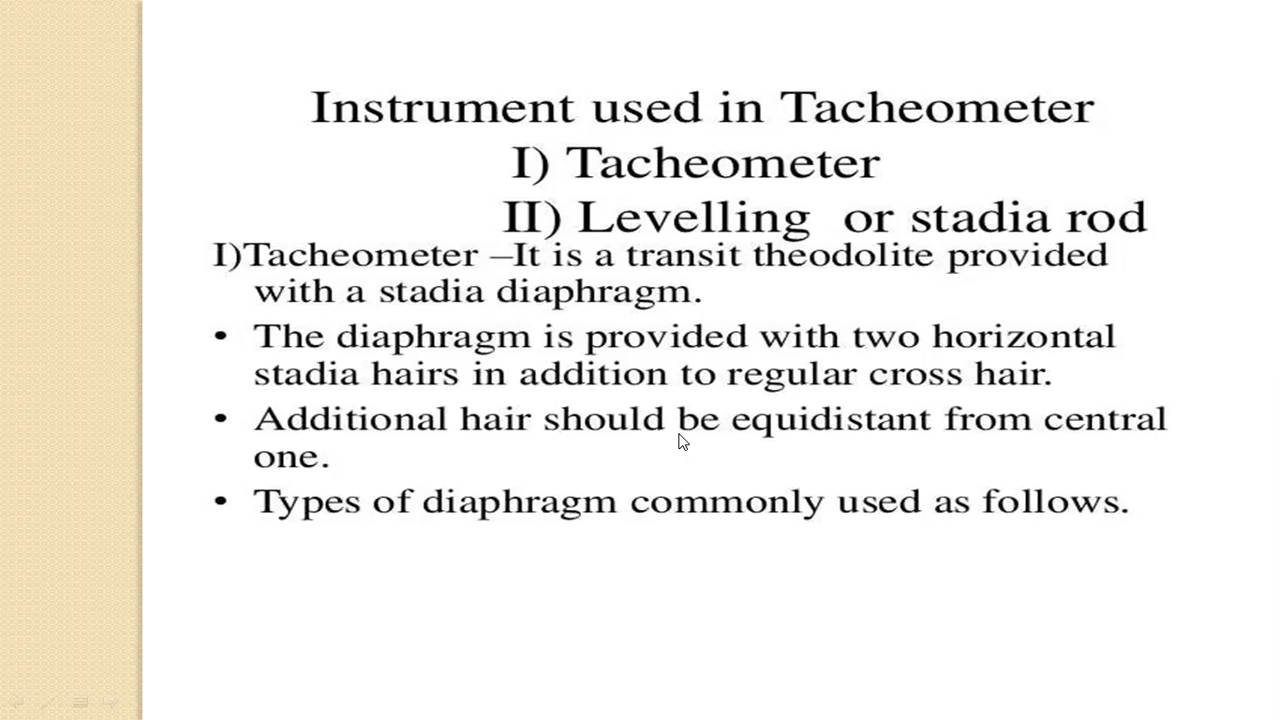 Instrument used in Tacheometer
I) Tacheometer
II) Levelling or stadia rod
I)Tacheometer –It is a transit theodolite provided
with a stadia diaphragm.
• The diaphragm is provided with two horizontal
stadia hairs in addition to regular cross hair.
• Additional hair should be equidistant from central
one.
• Types of diaphragm commonly used as follows.